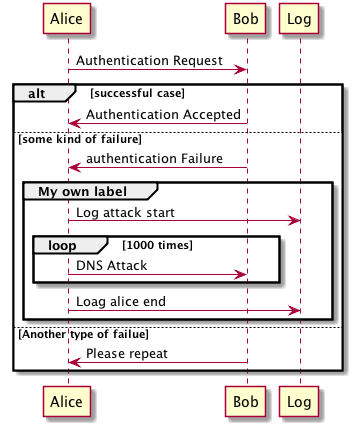 Alice Bob Log
Authentication Request
alt [successful case]
Authentication Accepted
[some kind of failure]
authentication Failure
My own label
Log attack start
loop [1000 times]
DNS Attack
Loag alice end
[Another type of failue]
Please repeat
Alice Bob Log